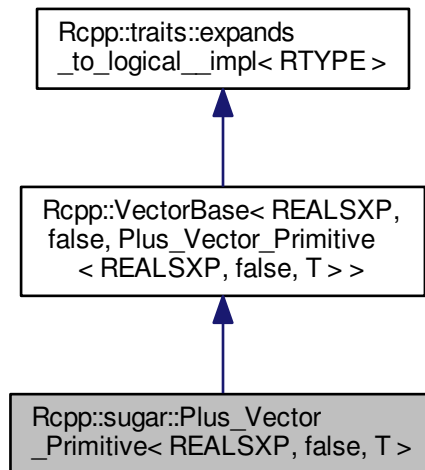 Rcpp::traits::expands
_to_logical__impl< RTYPE >
Rcpp::VectorBase< REALSXP,
false, Plus_Vector_Primitive
< REALSXP, false, T > >
Rcpp::sugar::Plus_Vector
_Primitive< REALSXP, false, T >